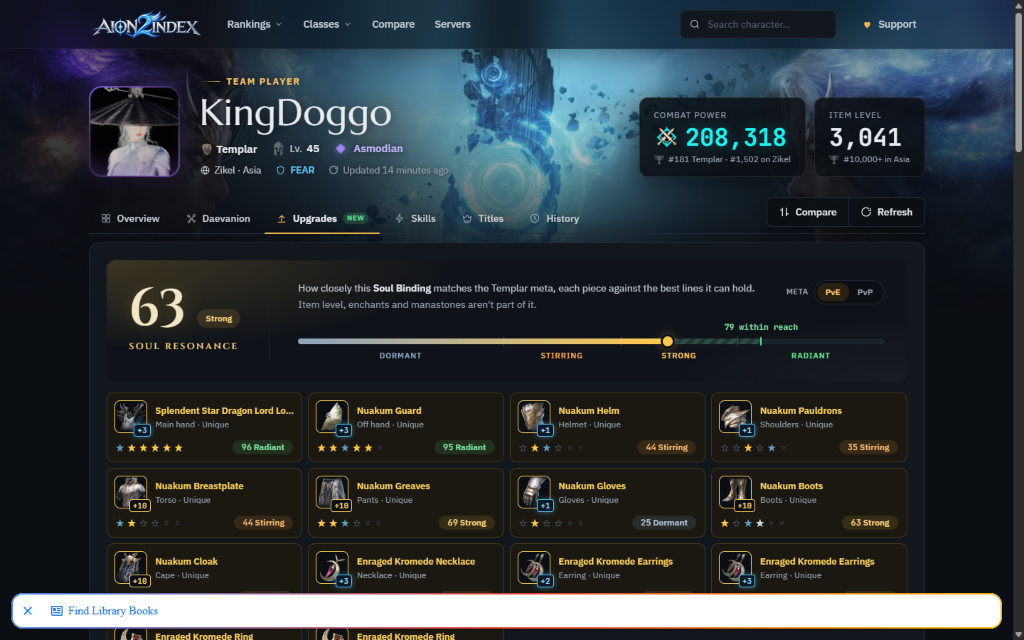 AION2INDEX
Rankings
Classes
Compare
Servers
Search character...
Support
TEAM PLAYER
KingDoggo
Templar
Lv. 45
Asmodian
Zikel · Asia
FEAR
Updated 14 minutes ago
COMBAT POWER
208,318
#181 Templar · #1,502 on Zikel
ITEM LEVEL
3,041
#10,000+ in Asia
Overview
Daevanion
Upgrades NEW
Skills
Titles
History
Compare
Refresh
63
Strong
SOUL RESONANCE
How closely this Soul Binding matches the Templar meta, each piece against the best lines it can hold.
Item level, enchants and manastones aren't part of it.
META
PvE
PvP
79 within reach
DORMANT
STIRRING
STRONG
RADIANT
Splendent Star Dragon Lord Lo...
Main hand · Unique
+3
96 Radiant
Nuakum Guard
Off hand · Unique
+3
95 Radiant
Nuakum Helm
Helmet · Unique
+1
44 Stirring
Nuakum Pauldrons
Shoulders · Unique
+1
35 Stirring
Nuakum Breastplate
Torso · Unique
+10
44 Stirring
Nuakum Greaves
Pants · Unique
+10
69 Strong
Nuakum Gloves
Gloves · Unique
+1
25 Dormant
Nuakum Boots
Boots · Unique
+10
63 Strong
Nuakum Cloak
Cape · Unique
+10
Enraged Kromede Necklace
Necklace · Unique
+3
Enraged Kromede Earrings
Earring · Unique
+2
Enraged Kromede Earrings
Earring · Unique
+3
Find Library Books
Enraged Kromede Ring
Enraged Kromede Ring